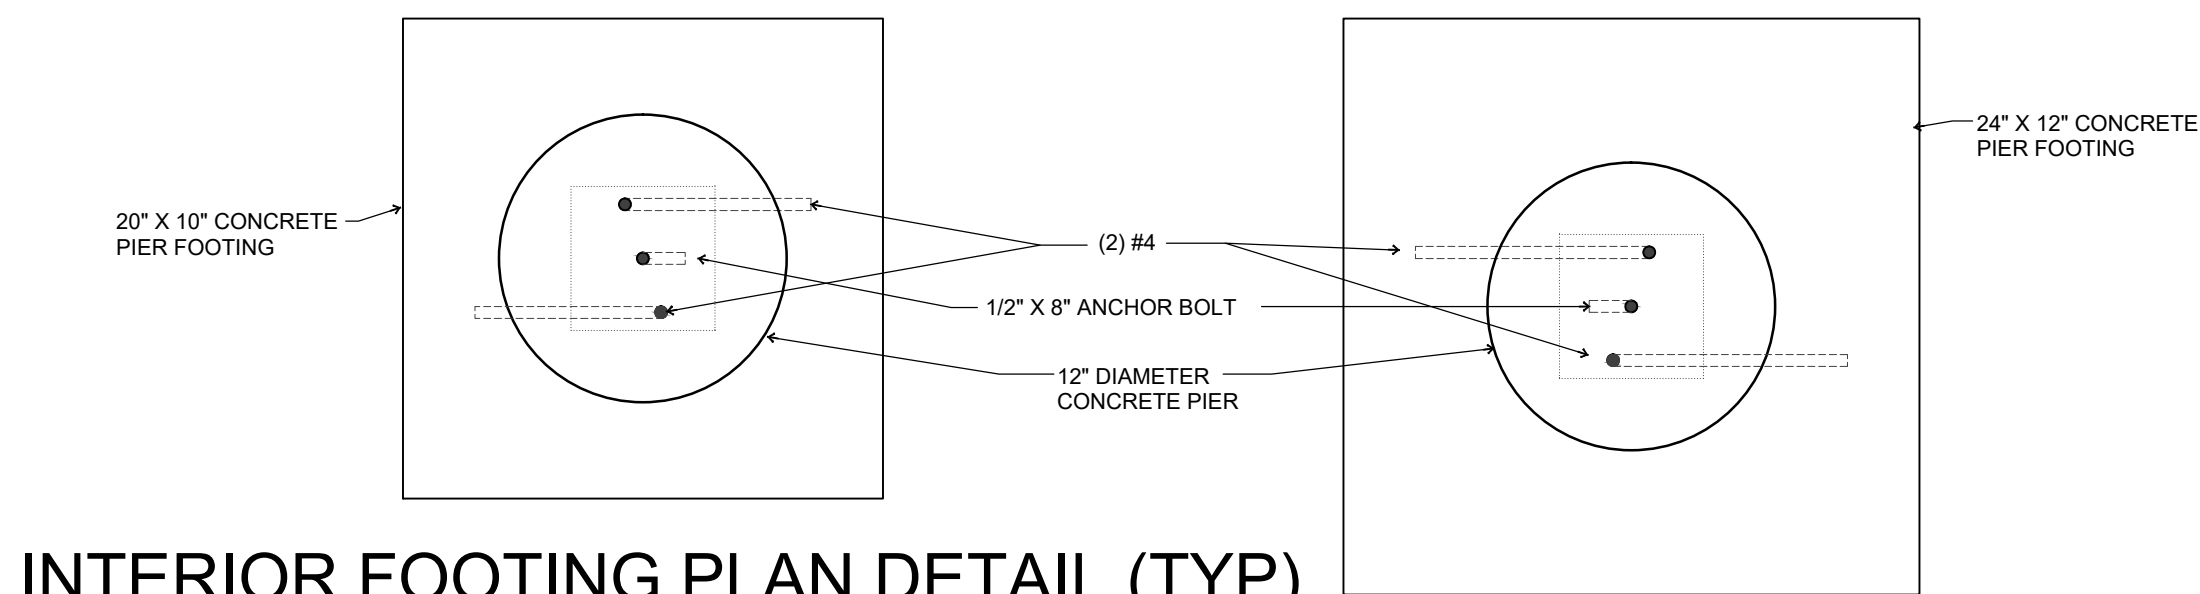 20" X 10" CONCRETE
PIER FOOTING
(2) #4
1/2" X 8" ANCHOR BOLT
12" DIAMETER
CONCRETE PIER
24" X 12" CONCRETE
PIER FOOTING
INTERIOR FOOTING PLAN DETAIL (TYP)